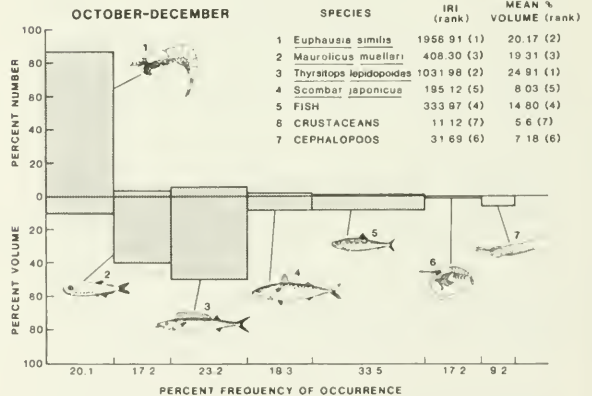 OCTOBER-DECEMBER
SPECIES IRI (rank) MEAN % VOLUME (rank)
1 Euphausia similis 1956 91 (1) 20.17 (2)
2 Maurolicus muellari 408.30 (3) 19 31 (3)
3 Thyrsitops lepidopoidas 1031 98 (2) 24 91 (1)
4 Scombar japonicua 195 12 (5) 8 03 (5)
5 FISH 333 97 (4) 14 80 (4)
6 CRUSTACEANS 11 12 (7) 5 6 (7)
7 CEPHALOPODS 31 69 (6) 7 18 (6)
PERCENT NUMBER
100
80
60
40
20
0
PERCENT VOLUME
20
40
60
80
100
1
2
3
4
5
6
7
20.1 17 2 23 2 18 3 33 5 17 2 9 2
PERCENT FREQUENCY OF OCCURRENCE